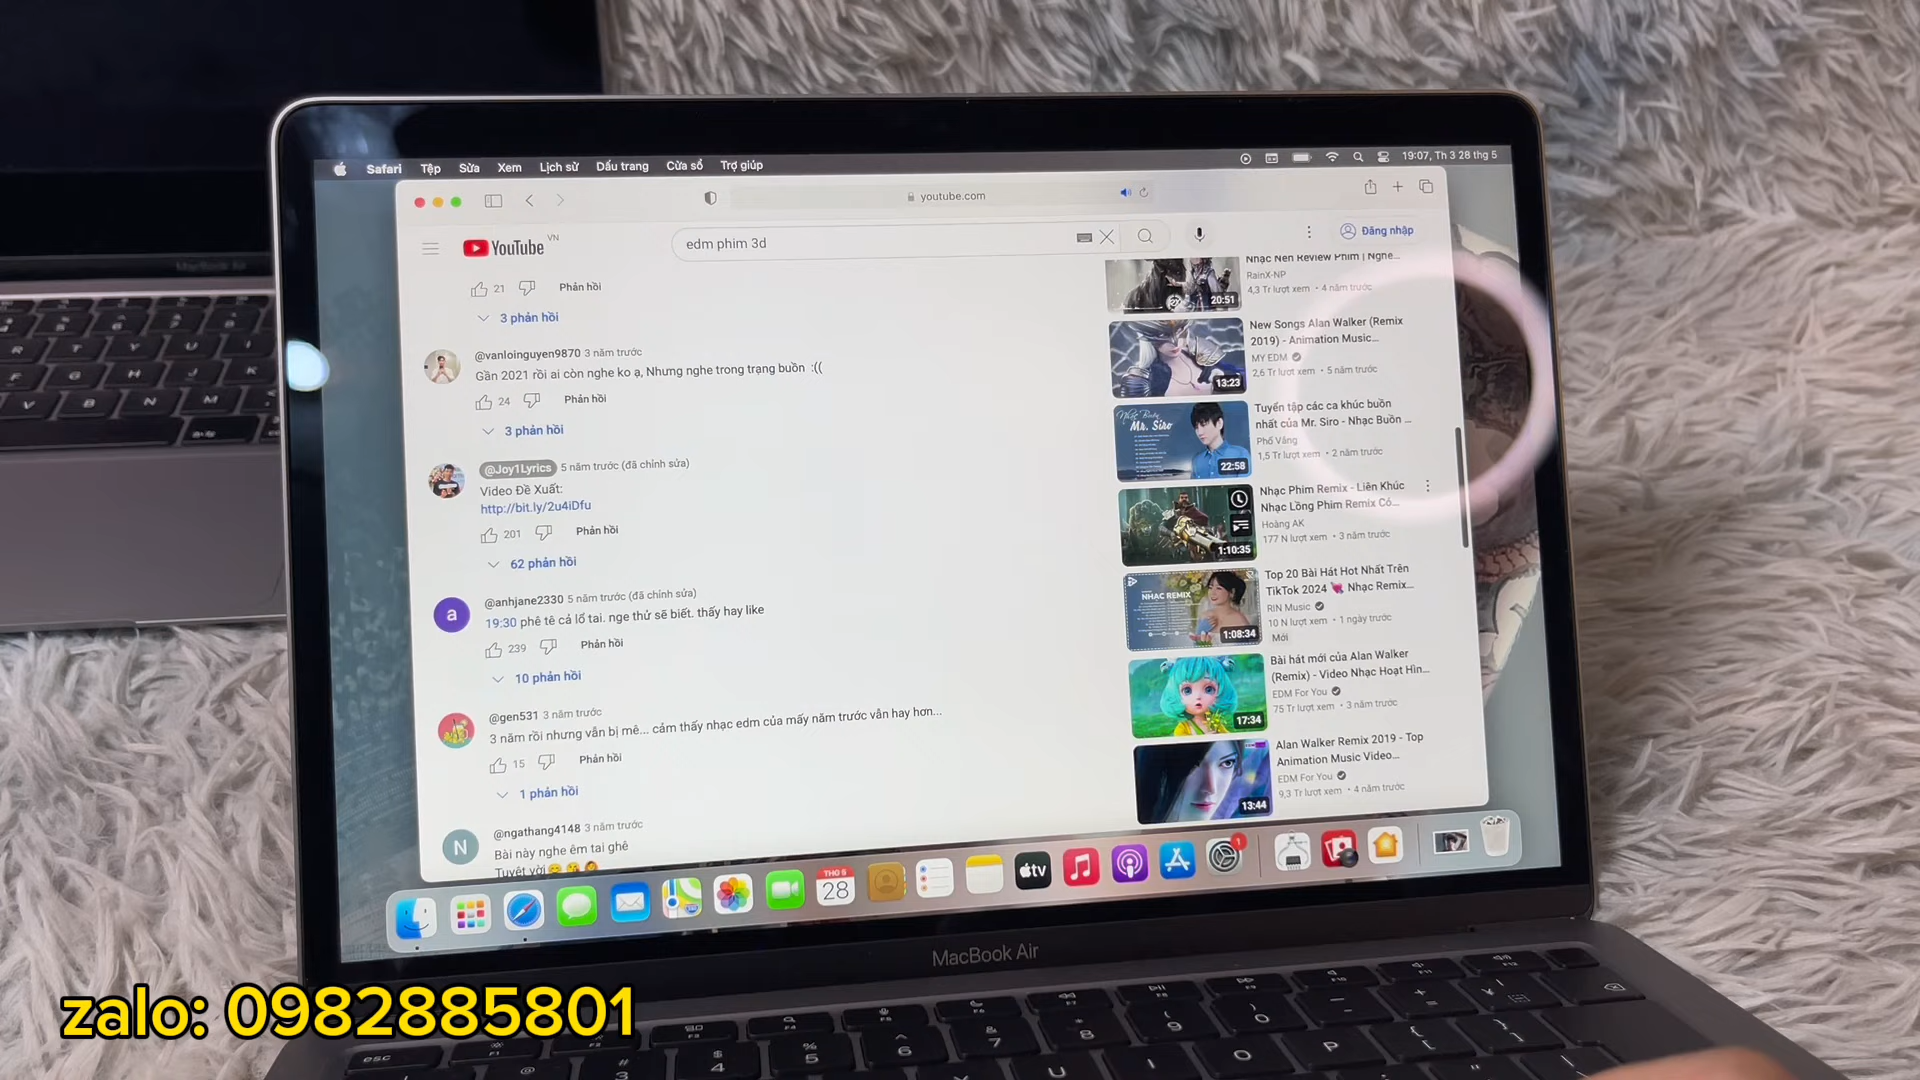 Safari Tệp Sửa Xem Lịch sử Dấu trang Cửa sổ Trợ giúp
19:07, Th 3 28 thg 5
youtube.com
YouTube VN
edm phim 3d
Đăng nhập
21 Phản hồi
3 phản hồi
@vanloinguyen9870 3 năm trước
Gần 2021 rồi ai còn nghe ko ạ, Nhưng nghe trong trạng buồn :((
24 Phản hồi
3 phản hồi
@Joy1Lyrics 5 năm trước (đã chỉnh sửa)
Video Đề Xuất:
http://bit.ly/2u4iDfu
201 Phản hồi
62 phản hồi
a
@anhjane2330 5 năm trước (đã chỉnh sửa)
19:30 phê tê cả lổ tai. nge thử sẽ biết. thấy hay like
239 Phản hồi
10 phản hồi
@gen531 3 năm trước
3 năm rồi nhưng vẫn bị mê... cảm thấy nhạc edm của mấy năm trước vẫn hay hơn...
15 Phản hồi
1 phản hồi
N
@ngathang4148 3 năm trước
Bài này nghe êm tai ghê
Tuyệt vời
Nhạc Nền Review Phim | Nghe...
RainX-NP
4,3 Tr lượt xem • 4 năm trước
20:51
New Songs Alan Walker (Remix
2019) - Animation Music...
MY EDM
2,6 Tr lượt xem • 5 năm trước
13:23
Nhạc Buồn
Mr. Siro
22:58
Tuyển tập các ca khúc buồn
nhất của Mr. Siro - Nhạc Buồn ...
Phố Vắng
1,5 Tr lượt xem • 2 năm trước
Nhạc Phim Remix - Liên Khúc
Nhạc Lồng Phim Remix Có...
Hoàng AK
177 N lượt xem • 3 năm trước
1:10:35
NHẠC REMIX
1:08:34
Top 20 Bài Hát Hot Nhất Trên
TikTok 2024 💘 Nhạc Remix...
RIN Music
10 N lượt xem • 1 ngày trước
Mới
Bài hát mới của Alan Walker
(Remix) - Video Nhạc Hoạt Hìn...
EDM For You
75 Tr lượt xem • 3 năm trước
17:34
Alan Walker Remix 2019 - Top
Animation Music Video...
EDM For You
9,3 Tr lượt xem • 4 năm trước
13:44
THG 5
28
tv
1
MacBook Air
zalo: 0982885801